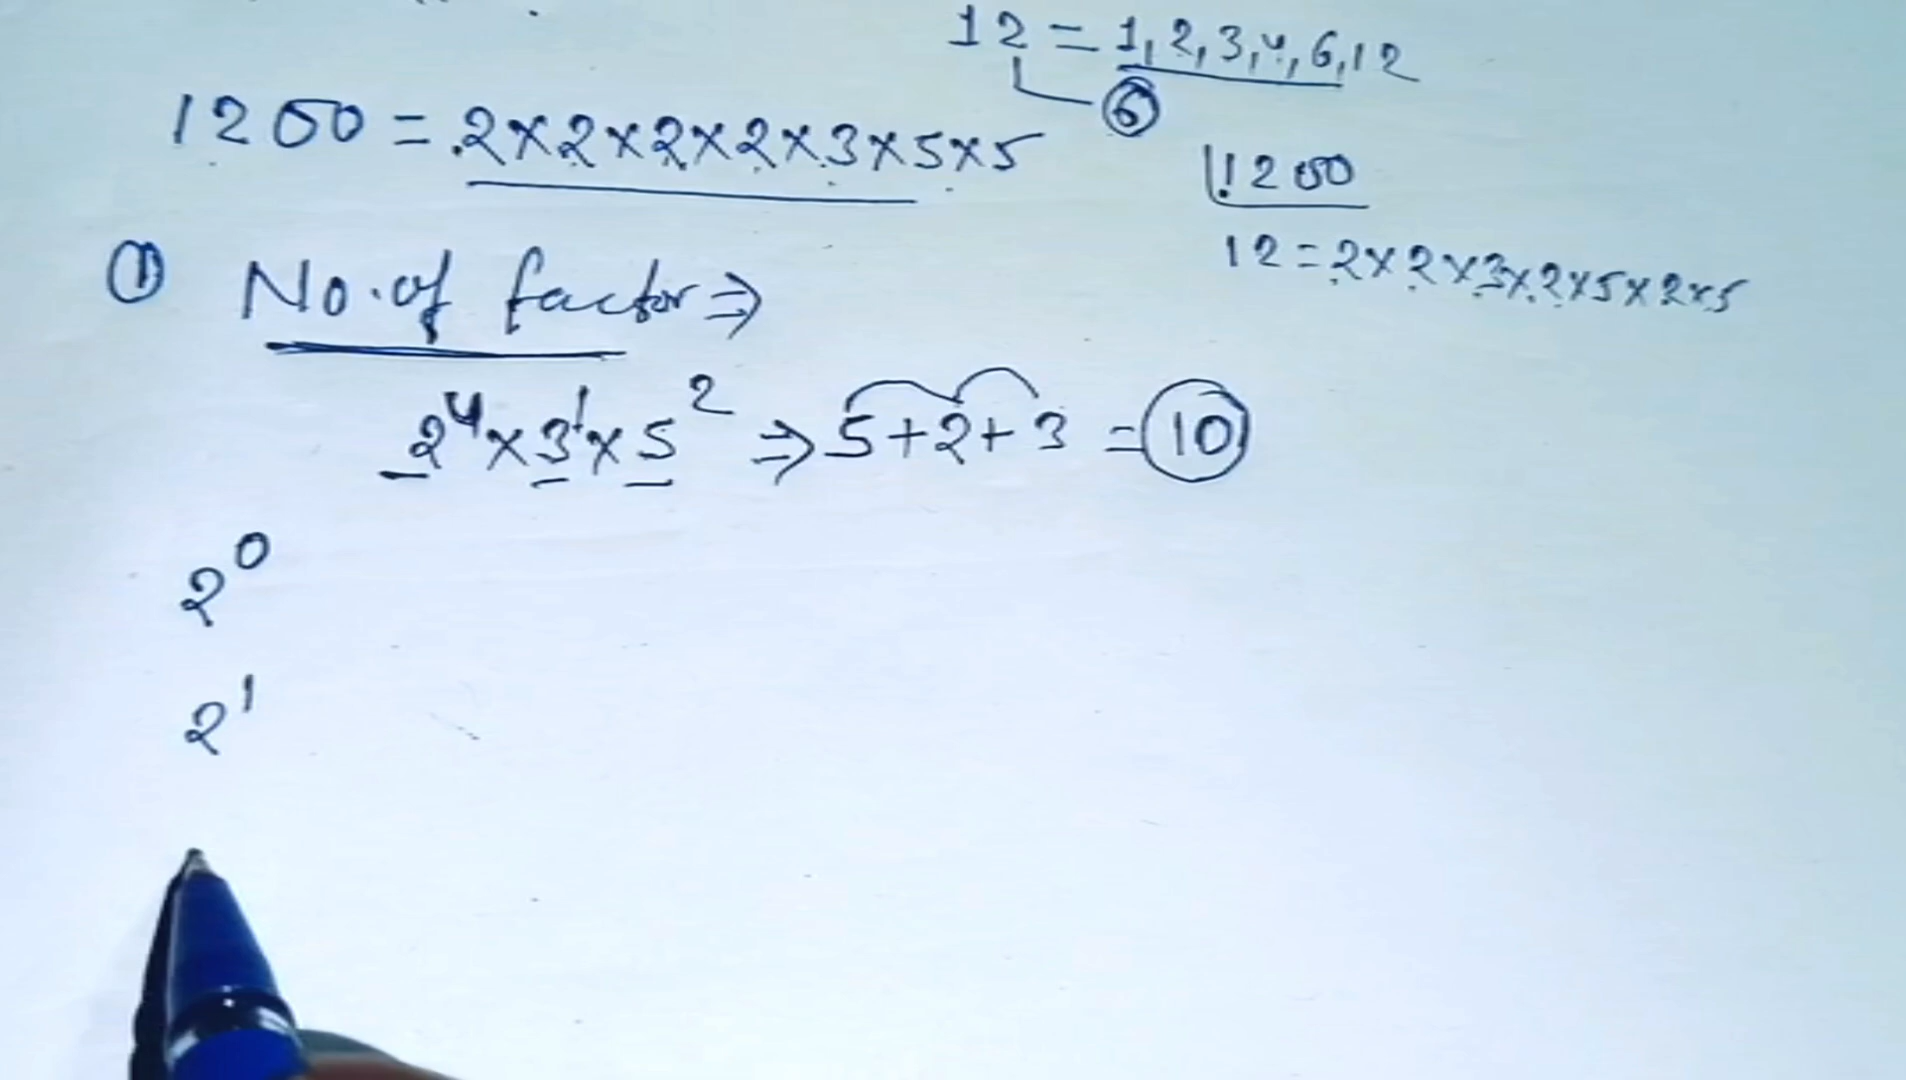 12 = 1, 2, 3, 4, 6, 12
6
1200 = 2×2×2×2×3×5×5
1200
12 = 2×2×3×2×5×2×5
① No. of factor ⇒
2⁴×3¹×5² ⇒ 5+2+3 = 10
2⁰
2¹